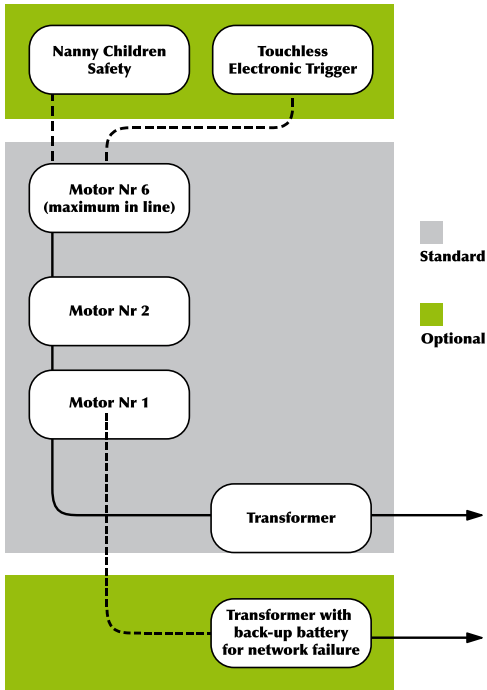 Nanny Children
Safety
Touchless
Electronic Trigger
Motor Nr 6
(maximum in line)
Motor Nr 2
Motor Nr 1
Transformer
Transformer with
back-up battery
for network failure
Standard
Optional